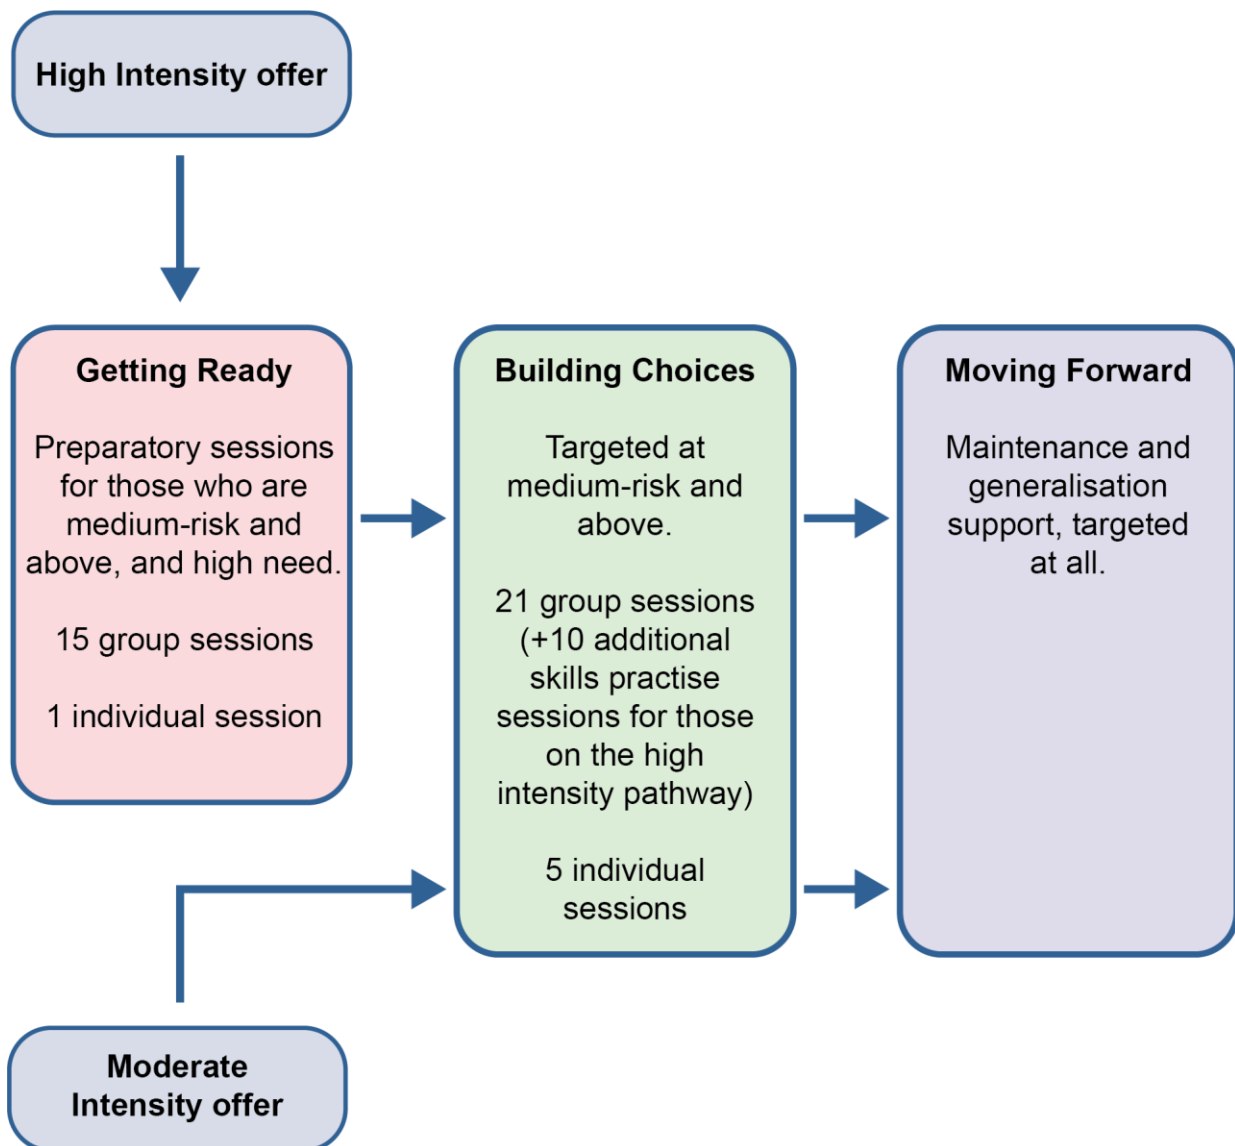 High Intensity offer
Getting Ready
Preparatory sessions
for those who are
medium-risk and
above, and high need.
15 group sessions
1 individual session
Building Choices
Targeted at
medium-risk and
above.
21 group sessions
(+10 additional
skills practise
sessions for those
on the high
intensity pathway)
5 individual
sessions
Moving Forward
Maintenance and
generalisation
support, targeted
at all.
Moderate
Intensity offer